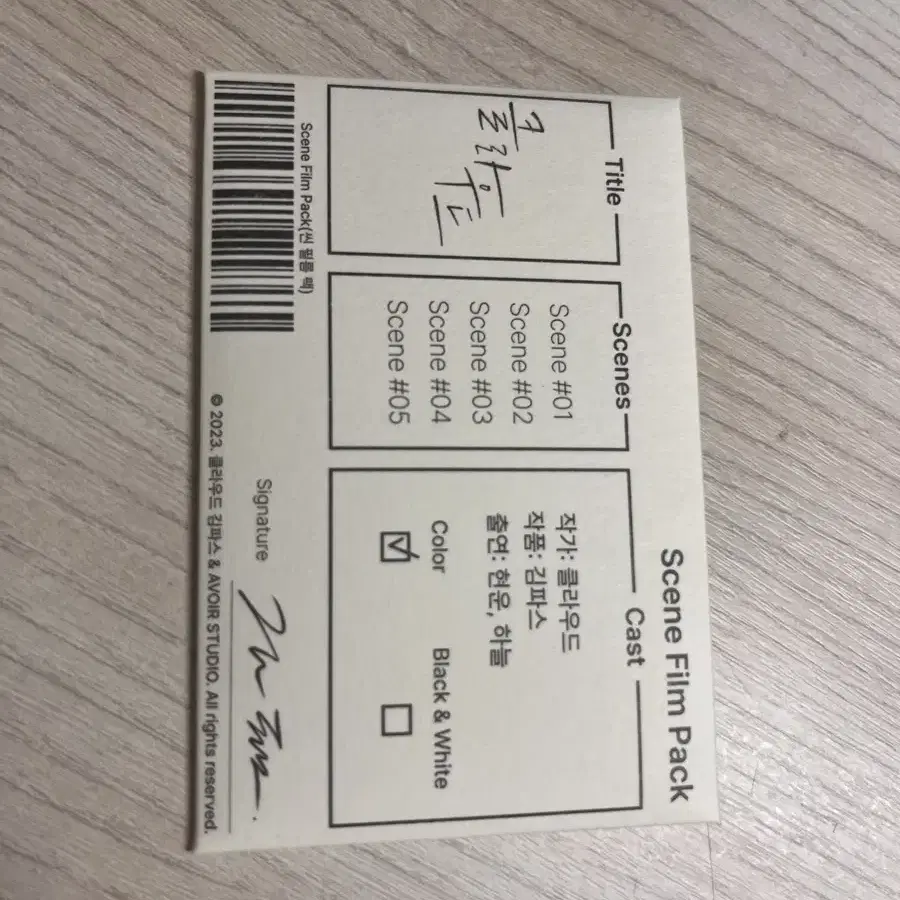 Scene Film Pack
Title
클라우드
Scenes
Scene #01
Scene #02
Scene #03
Scene #04
Scene #05
Cast
작가: 클라우드
작품: 김파스
출연: 현운, 하늘
Color
Black & White
Scene Film Pack(씬 필름 팩)
Signature
© 2023. 클라우드 김파스 & AVOIR STUDIO. All rights reserved.